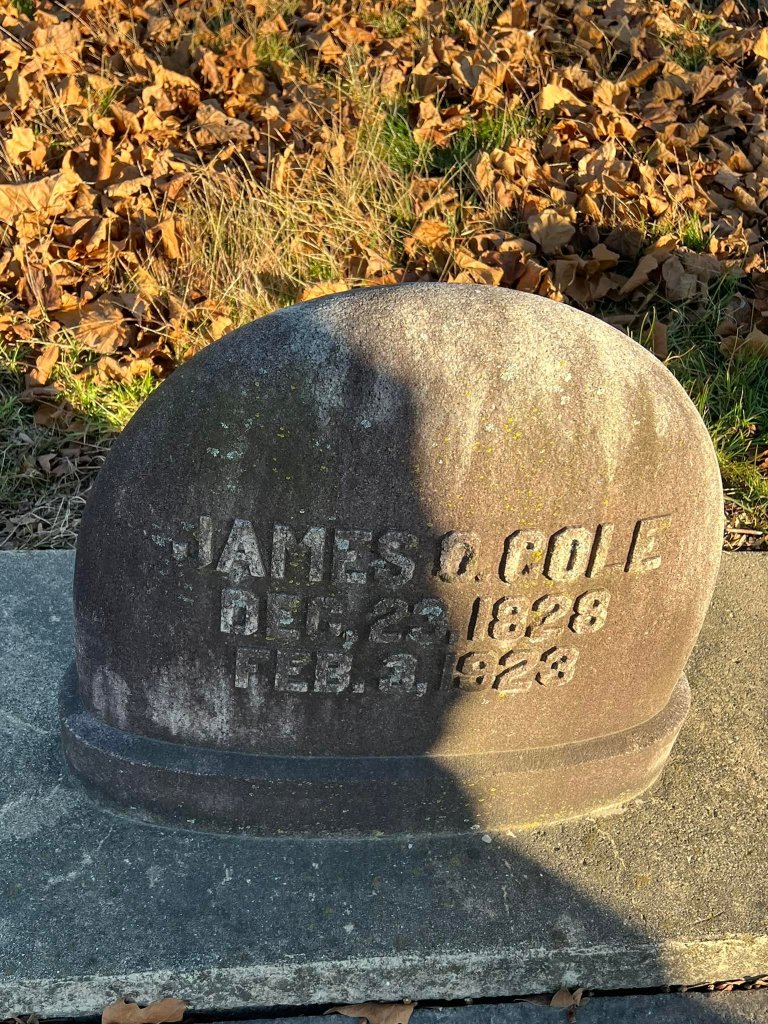 JAMES O. COLE
DEC. 23, 1828
FEB. 3, 1923